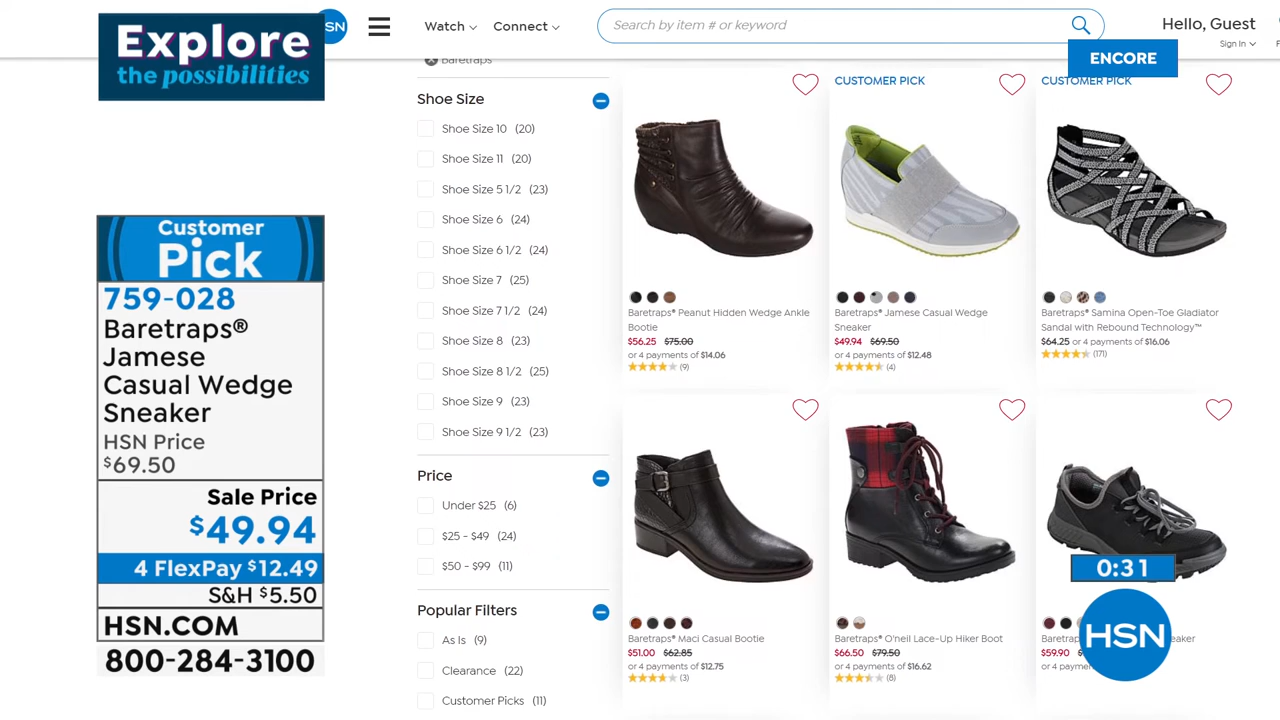 Explore
the possibilities
SN
Watch
Connect
Search by item # or keyword
Hello, Guest
Sign In
ENCORE
Customer
Pick
759-028
Baretraps®
Jamese
Casual Wedge
Sneaker
HSN Price
$69.50
Sale Price
$49.94
4 FlexPay $12.49
S&H $5.50
HSN.COM
800-284-3100
Baretraps
Shoe Size
Shoe Size 10 (20)
Shoe Size 11 (20)
Shoe Size 5 1/2 (23)
Shoe Size 6 (24)
Shoe Size 6 1/2 (24)
Shoe Size 7 (25)
Shoe Size 7 1/2 (24)
Shoe Size 8 (23)
Shoe Size 8 1/2 (25)
Shoe Size 9 (23)
Shoe Size 9 1/2 (23)
Price
Under $25 (6)
$25 - $49 (24)
$50 - $99 (11)
Popular Filters
As Is (9)
Clearance (22)
Customer Picks (11)
Baretraps® Peanut Hidden Wedge Ankle
Bootie
$56.25 $75.00
or 4 payments of $14.06
(9)
CUSTOMER PICK
Baretraps® Jamese Casual Wedge
Sneaker
$49.94 $69.50
or 4 payments of $12.48
(4)
CUSTOMER PICK
Baretraps® Samina Open-Toe Gladiator
Sandal with Rebound Technology™
$64.25 or 4 payments of $16.06
(171)
Baretraps® Maci Casual Bootie
$51.00 $62.85
or 4 payments of $12.75
(3)
Baretraps® O'neil Lace-Up Hiker Boot
$66.50 $79.50
or 4 payments of $16.62
(8)
0:31
HSN
$59.90
or 4 payments of